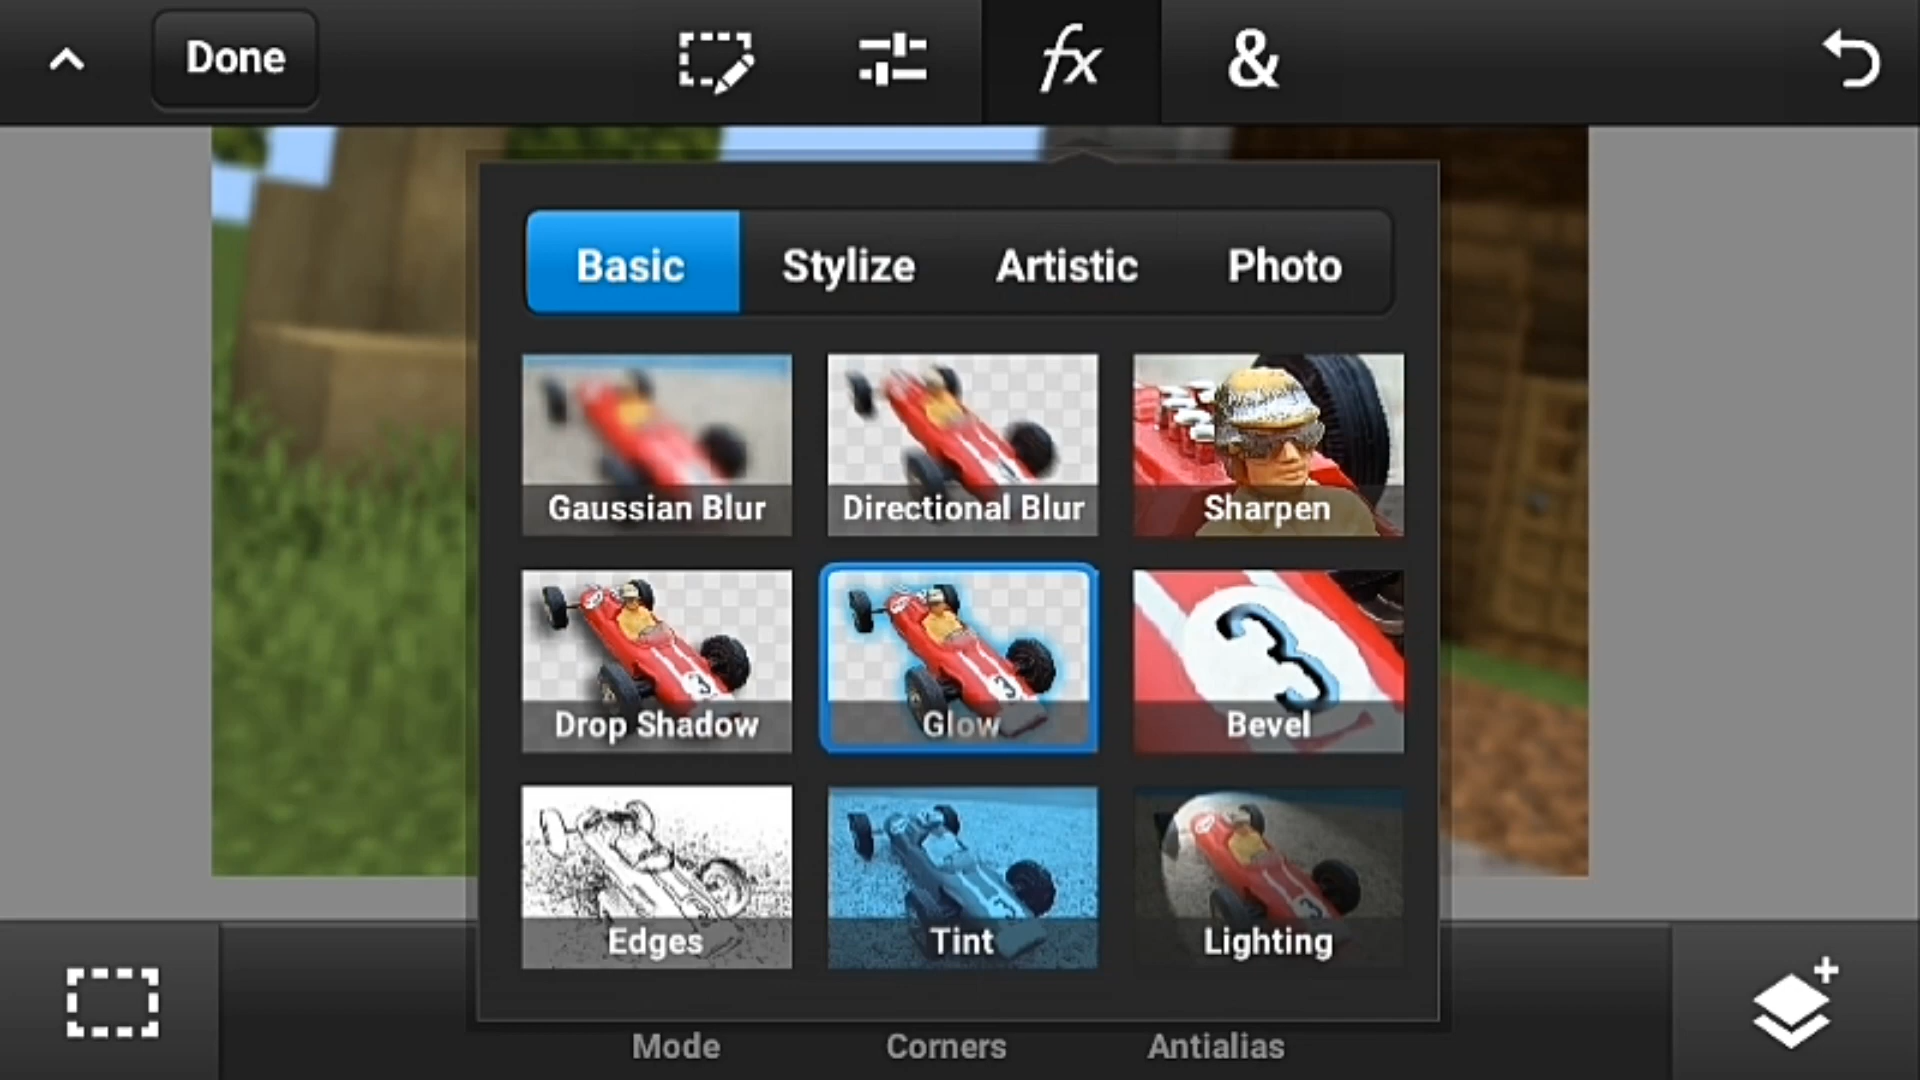 Done
fx
&
Basic Stylize Artistic Photo
Gaussian Blur Directional Blur Sharpen
Drop Shadow Glow Bevel
Edges Tint Lighting
Mode Corners Antialias